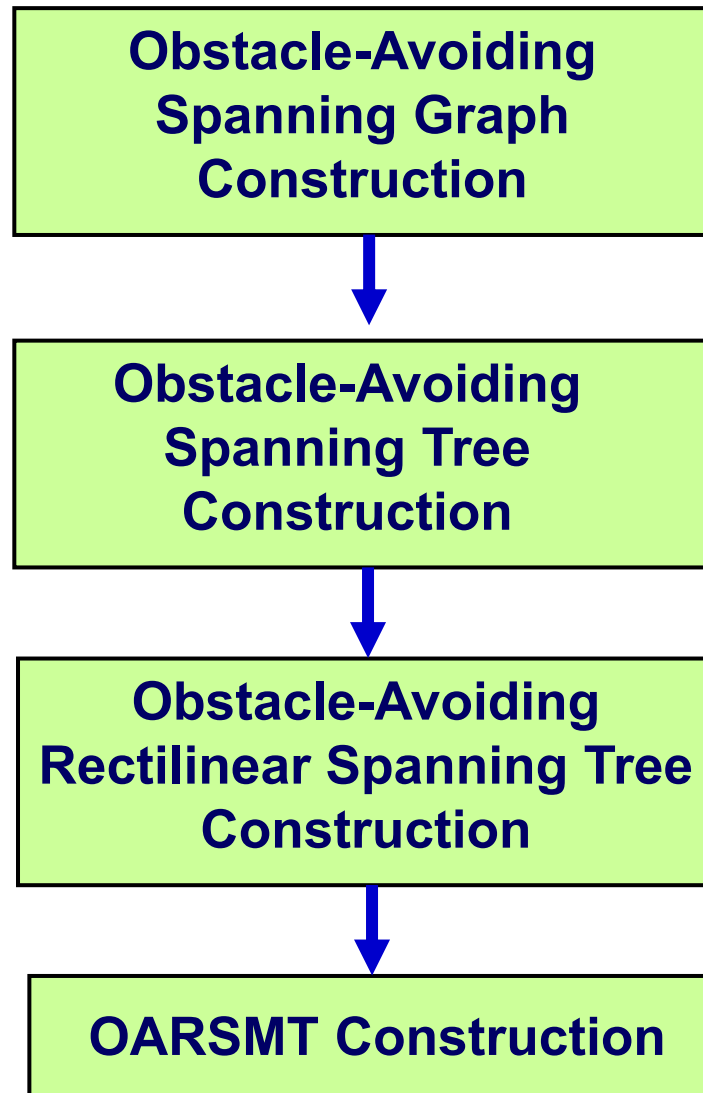 Obstacle-Avoiding
Spanning Graph
Construction
Obstacle-Avoiding
Spanning Tree
Construction
Obstacle-Avoiding
Rectilinear Spanning Tree
Construction
OARSMT Construction